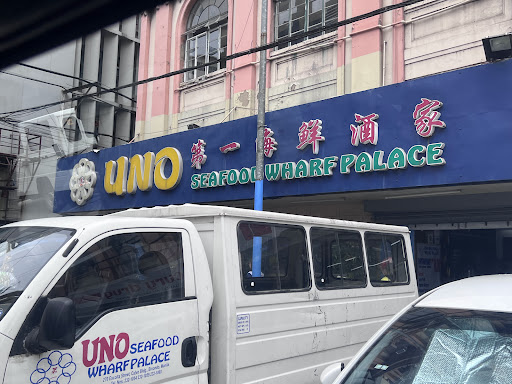 UNO
第一海鮮酒家
SEAFOOD WHARF PALACE
UNO SEAFOOD
WHARF PALACE